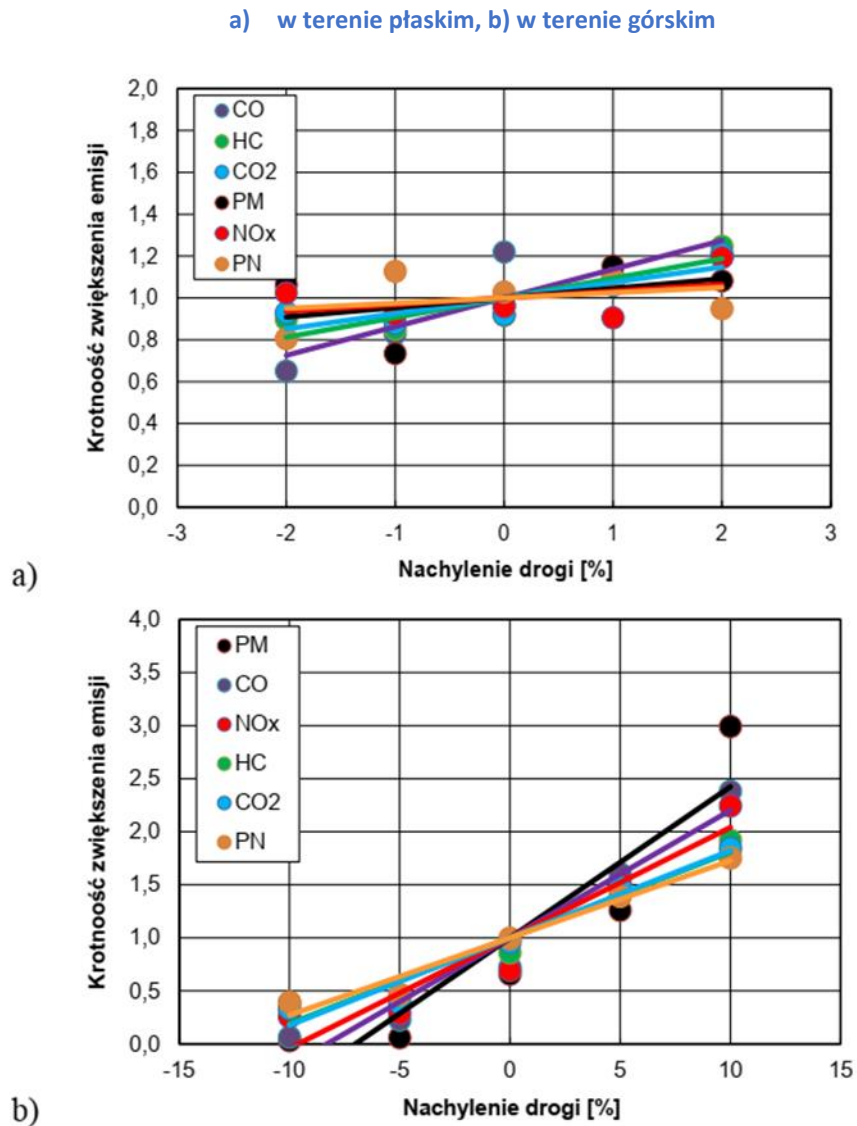 a) w terenie płaskim, b) w terenie górskim
2,0
1,8
1,6
1,4
1,2
1,0
0,8
0,6
0,4
0,2
0,0
Krotnoość zwiększenia emisji
CO
HC
CO2
PM
NOx
PN
-3 -2 -1 0 1 2 3
Nachylenie drogi [%]
a)
4,0
3,5
3,0
2,5
2,0
1,5
1,0
0,5
0,0
Krotnoość zwiększenia emisji
PM
CO
NOx
HC
CO2
PN
-15 -10 -5 0 5 10 15
Nachylenie drogi [%]
b)